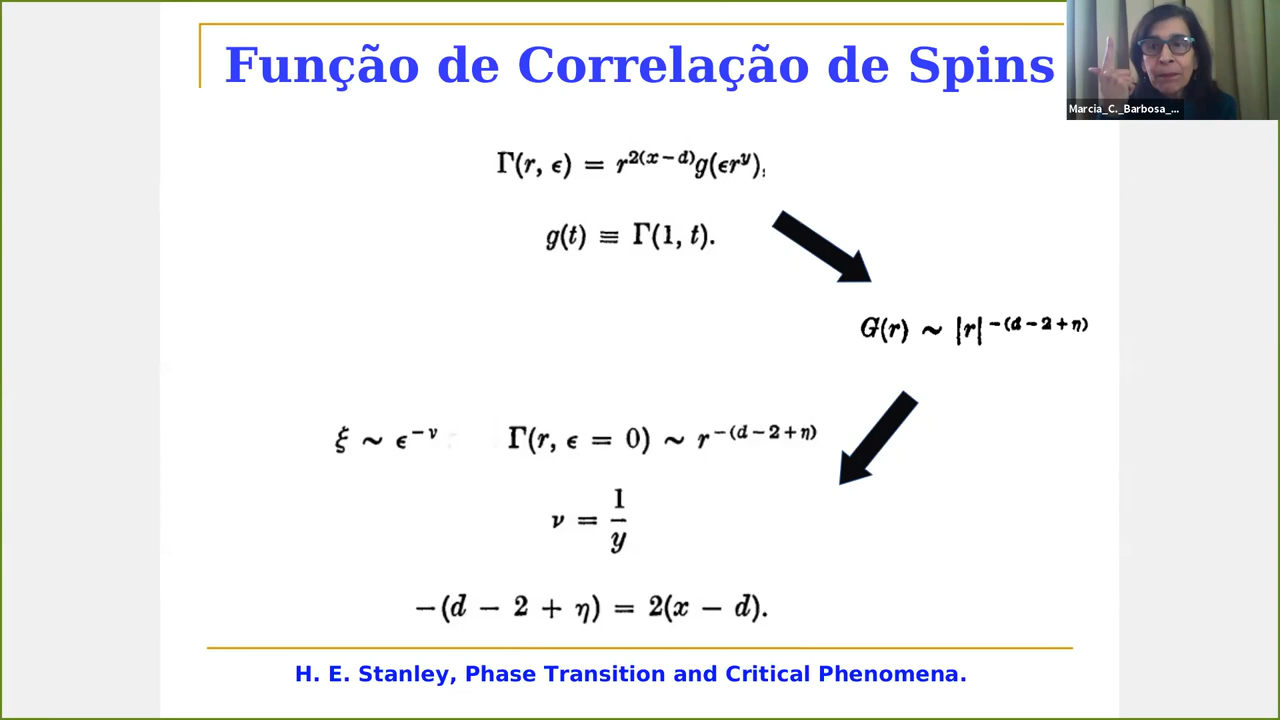 Função de Correlação de Spins
Marcia_C._Barbosa_...
Γ(r, ϵ) = r^{2(x−d)}g(ϵr^y),
g(t) ≡ Γ(1, t).
G(r) ~ |r|^{−(d−2+η)}
ξ ~ ϵ^{−ν} Γ(r, ϵ = 0) ~ r^{−(d−2+η)}
ν = 1/y
−(d − 2 + η) = 2(x − d).
H. E. Stanley, Phase Transition and Critical Phenomena.